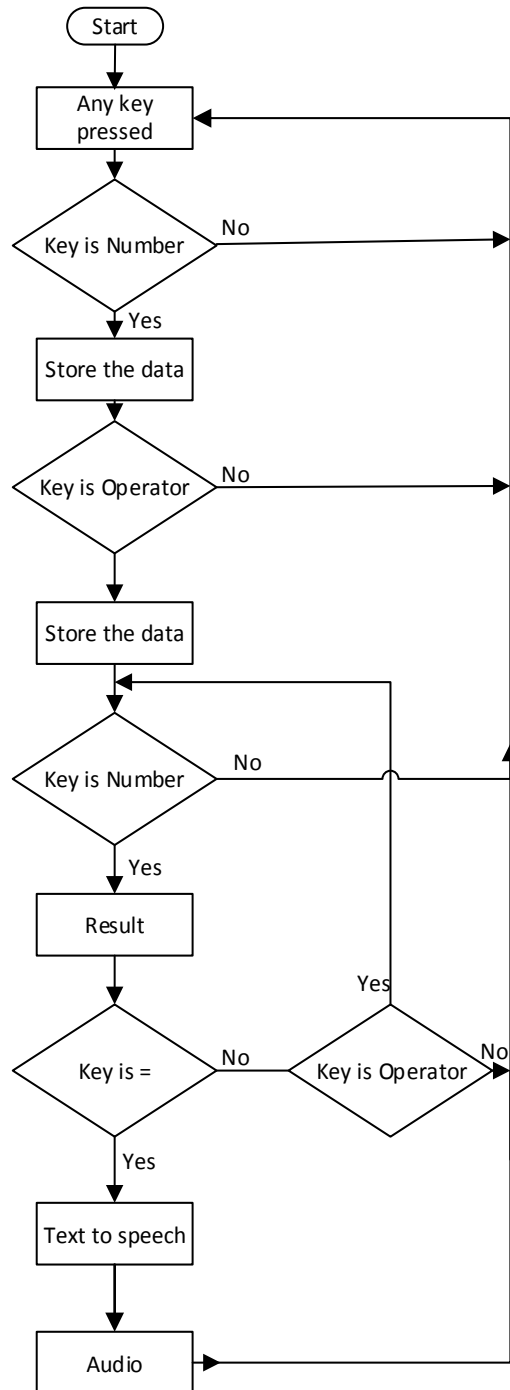 Start
Any key
pressed
Key is Number
No
Yes
Store the data
Key is Operator
No
Store the data
Key is Number
No
Yes
Result
Yes
Key is =
No
Key is Operator
No
Yes
Text to speech
Audio